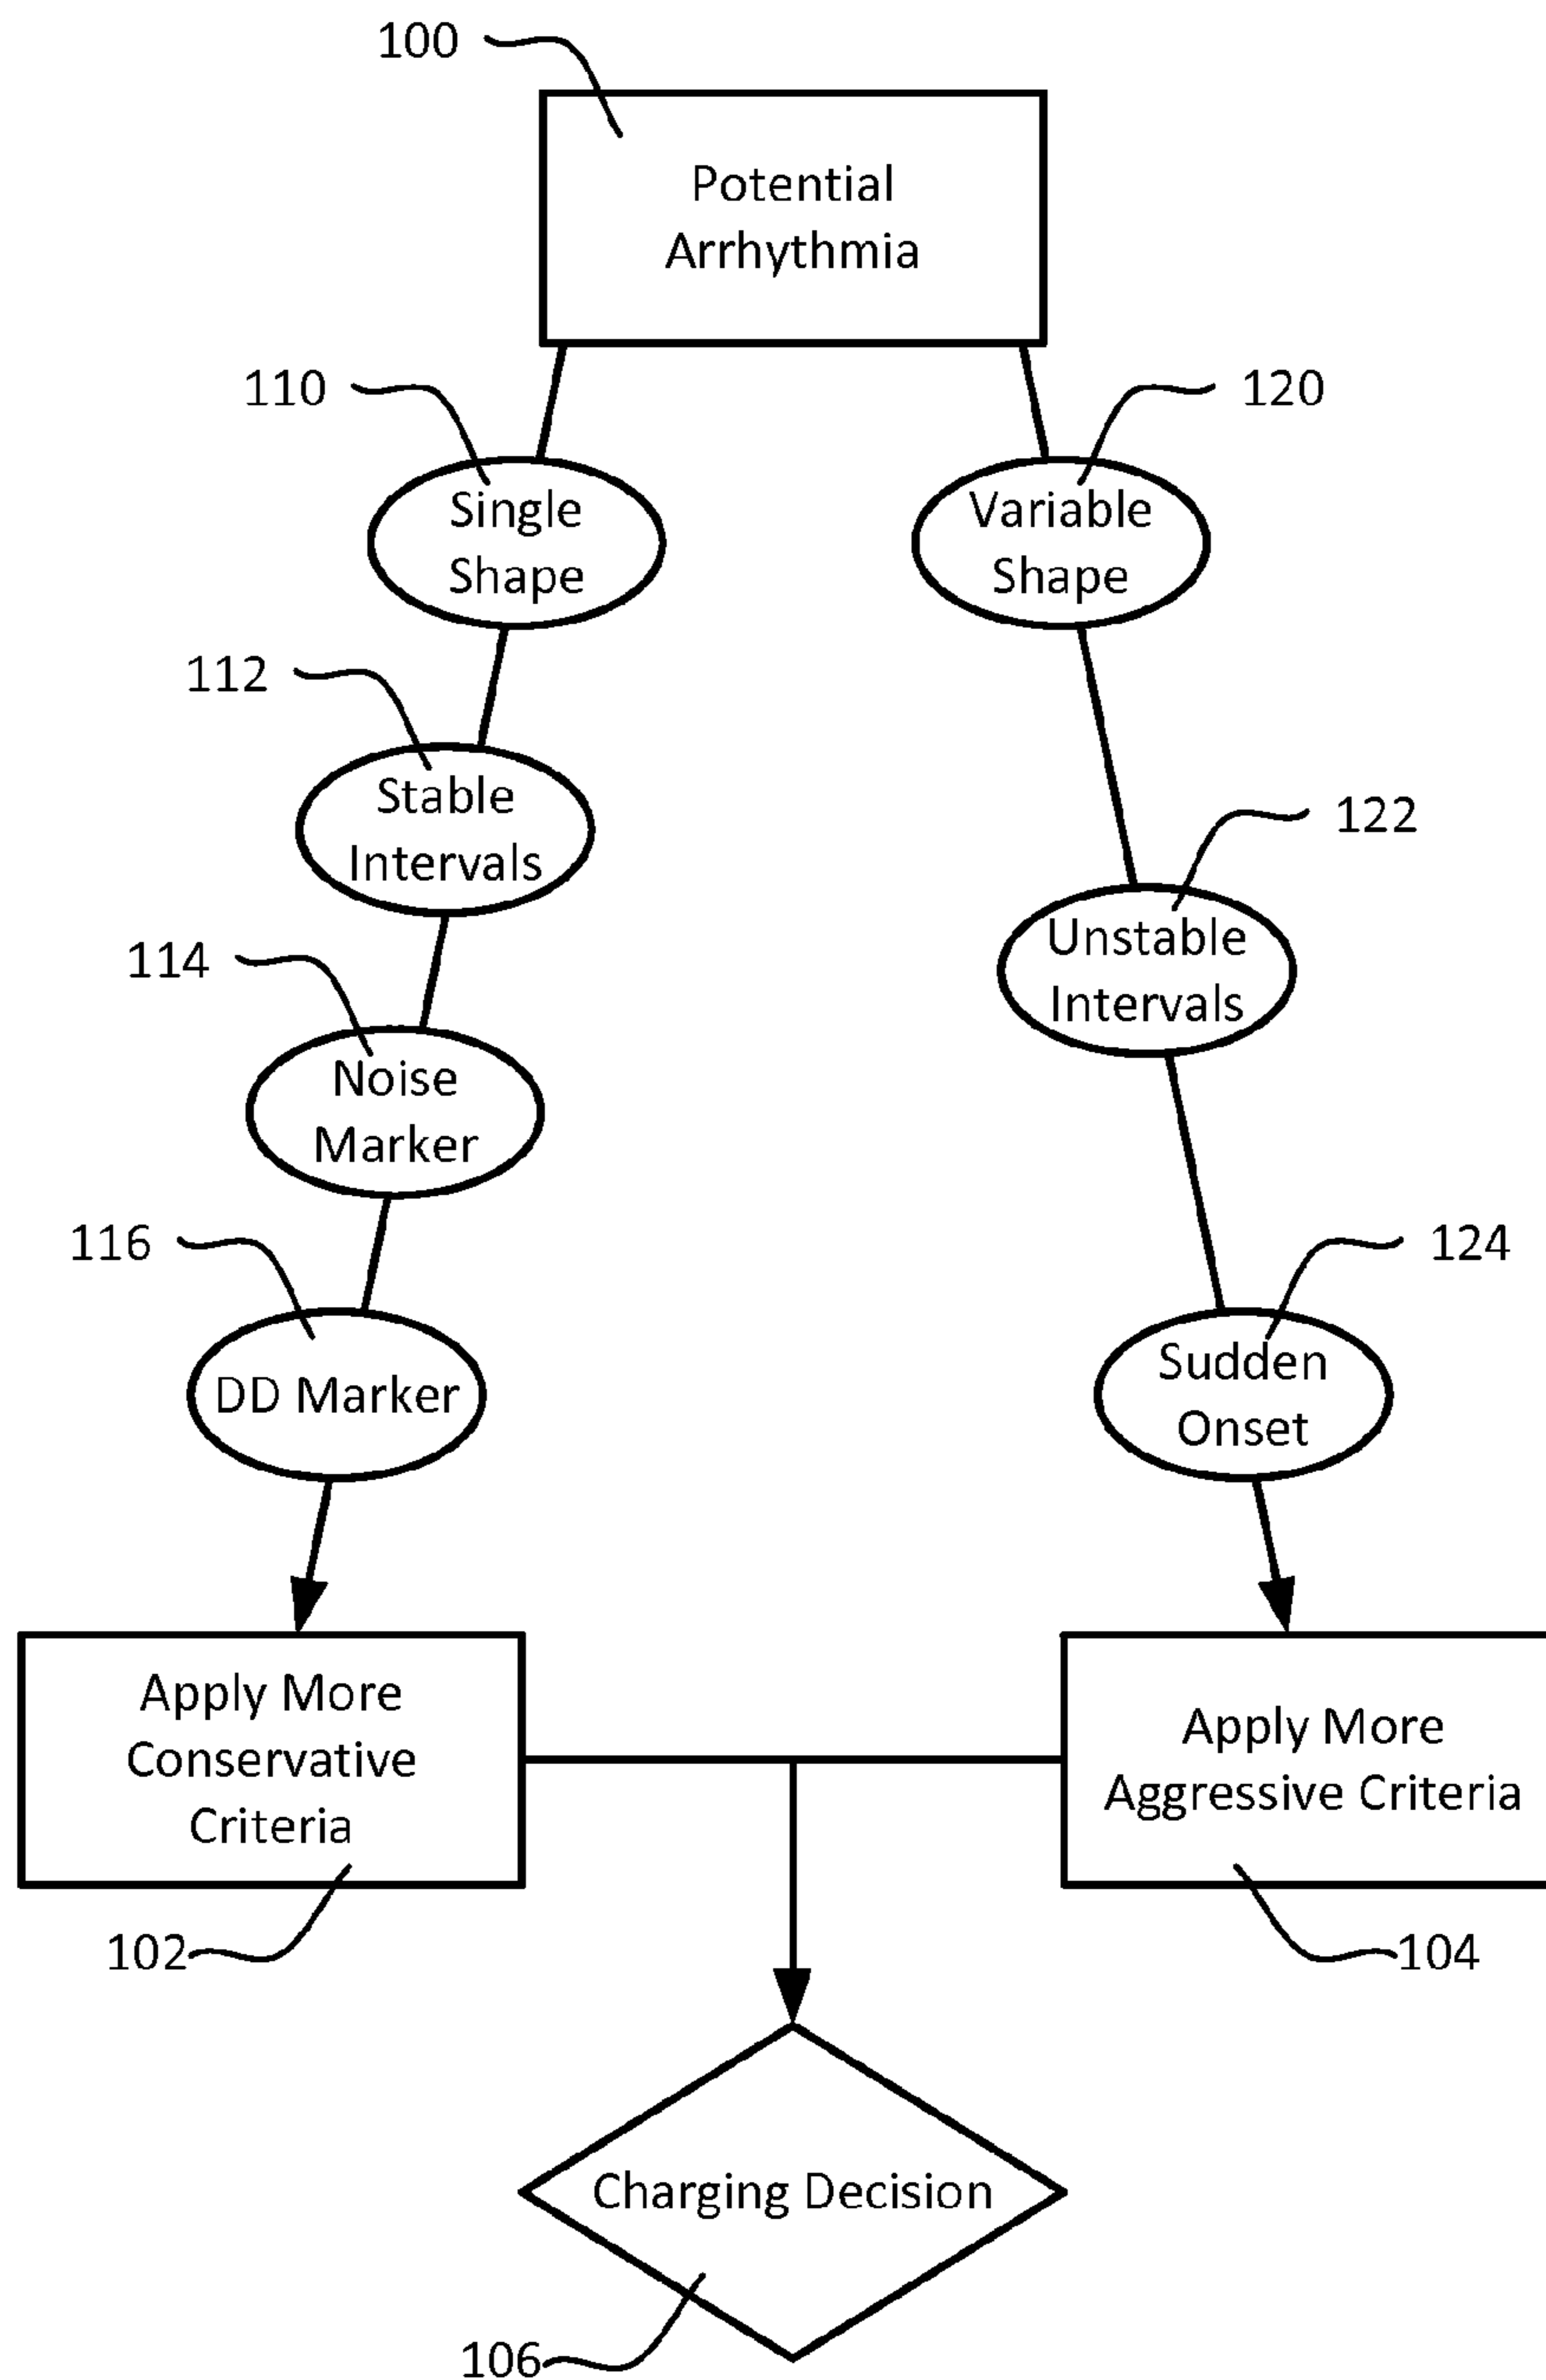 100
Potential
Arrhythmia
110
120
Single
Shape
Variable
Shape
112
Stable
Intervals
122
Unstable
Intervals
114
Noise
Marker
116
124
DD Marker
Sudden
Onset
Apply More
Conservative
Criteria
Apply More
Aggressive Criteria
102
104
Charging Decision
106